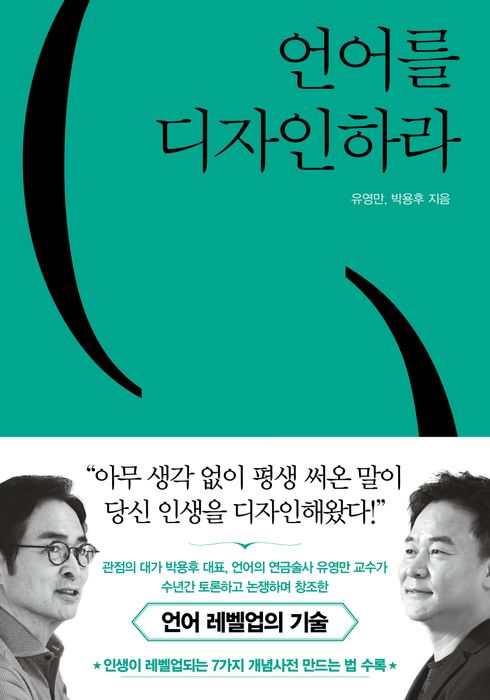 언어를
디자인하라
유영만, 박용후 지음
“아무 생각 없이 평생 써온 말이
당신 인생을 디자인해왔다!”
관점의 대가 박용후 대표, 언어의 연금술사 유영만 교수가
수년간 토론하고 논쟁하며 창조한
언어 레벨업의 기술
★인생이 레벨업되는 7가지 개념사전 만드는 법 수록★